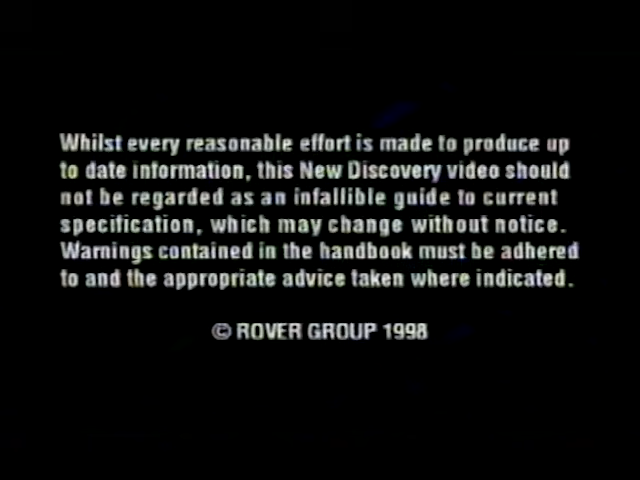 Whilst every reasonable effort is made to produce up
to date information, this New Discovery video should
not be regarded as an infallible guide to current
specification, which may change without notice.
Warnings contained in the handbook must be adhered
to and the appropriate advice taken where indicated.
© ROVER GROUP 1998